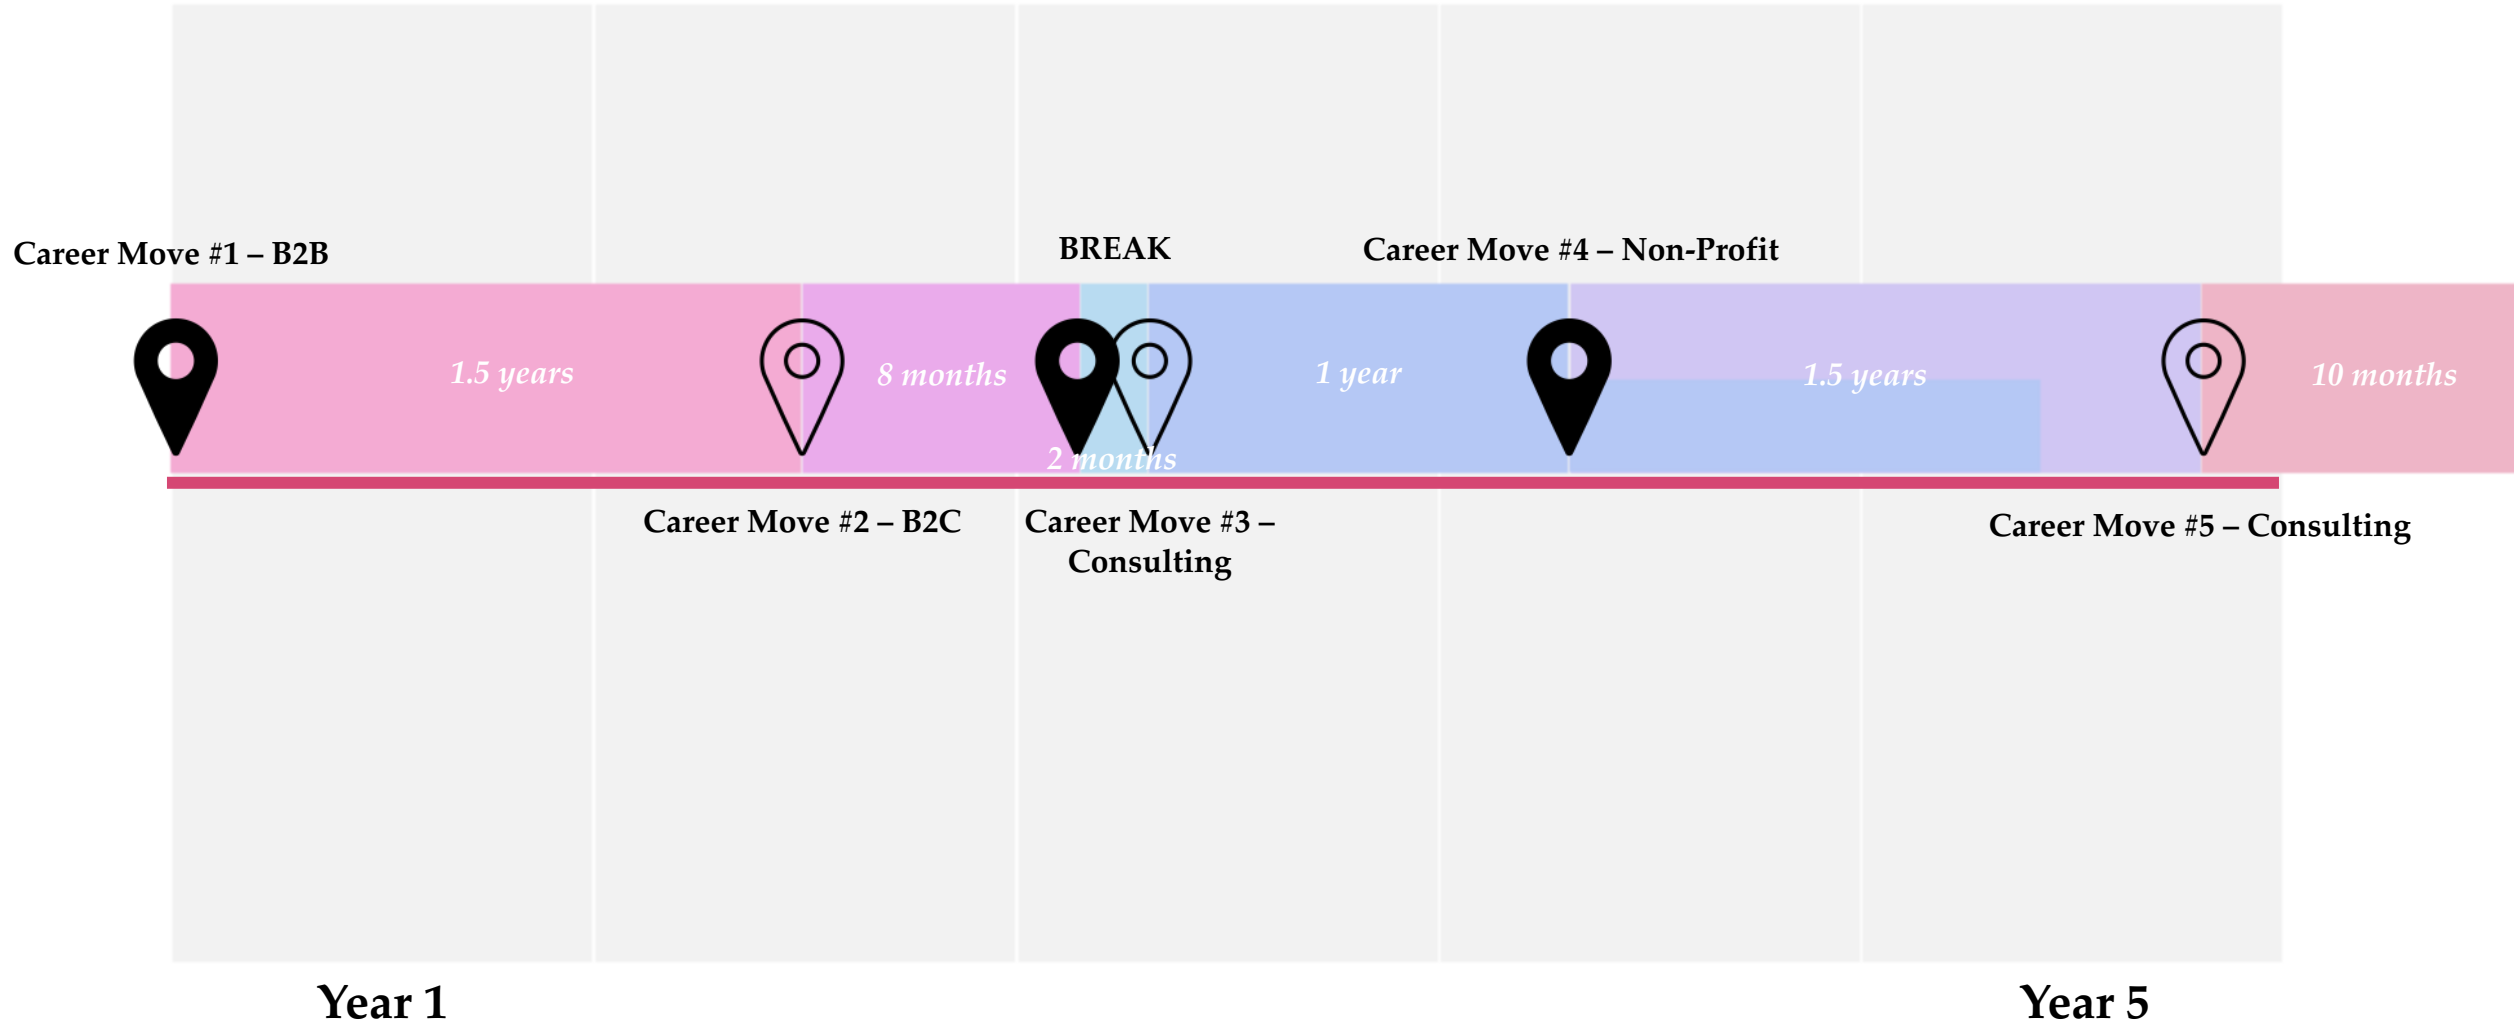 Career Move #1 – B2B
BREAK
Career Move #4 – Non-Profit
1.5 years
8 months
2 months
1 year
1.5 years
10 months
Career Move #2 – B2C
Career Move #3 –
Consulting
Career Move #5 – Consulting
Year 1
Year 5